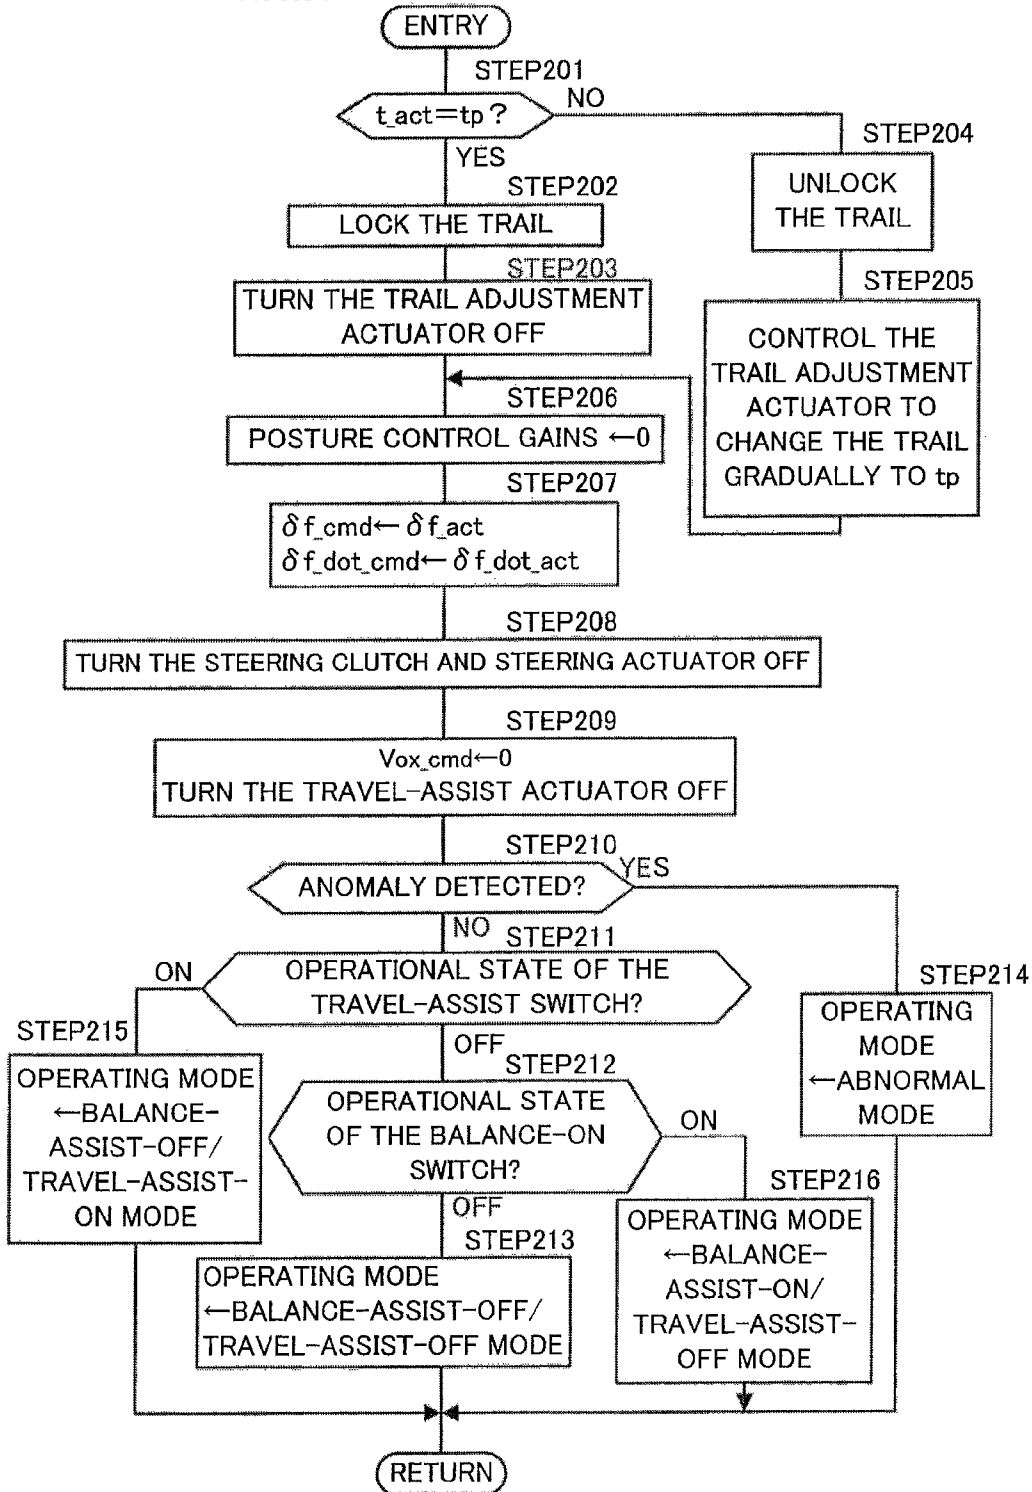 ENTRY
STEP201
t_act=tp?
NO
YES
STEP204
UNLOCK
THE TRAIL
STEP202
LOCK THE TRAIL
STEP203
TURN THE TRAIL ADJUSTMENT
ACTUATOR OFF
STEP205
CONTROL THE
TRAIL ADJUSTMENT
ACTUATOR TO
CHANGE THE TRAIL
GRADUALLY TO tp
STEP206
POSTURE CONTROL GAINS ←0
STEP207
δf_cmd← δf_act
δf_dot_cmd← δf_dot_act
STEP208
TURN THE STEERING CLUTCH AND STEERING ACTUATOR OFF
STEP209
Vox_cmd←0
TURN THE TRAVEL-ASSIST ACTUATOR OFF
STEP210
ANOMALY DETECTED?
YES
NO
STEP211
OPERATIONAL STATE OF THE
TRAVEL-ASSIST SWITCH?
ON
OFF
STEP214
OPERATING
MODE
←ABNORMAL
MODE
STEP215
OPERATING MODE
←BALANCE-
ASSIST-OFF/
TRAVEL-ASSIST-
ON MODE
STEP212
OPERATIONAL STATE
OF THE BALANCE-ON
SWITCH?
ON
OFF
STEP216
OPERATING MODE
←BALANCE-
ASSIST-ON/
TRAVEL-ASSIST-
OFF MODE
STEP213
OPERATING MODE
←BALANCE-ASSIST-OFF/
TRAVEL-ASSIST-OFF MODE
RETURN